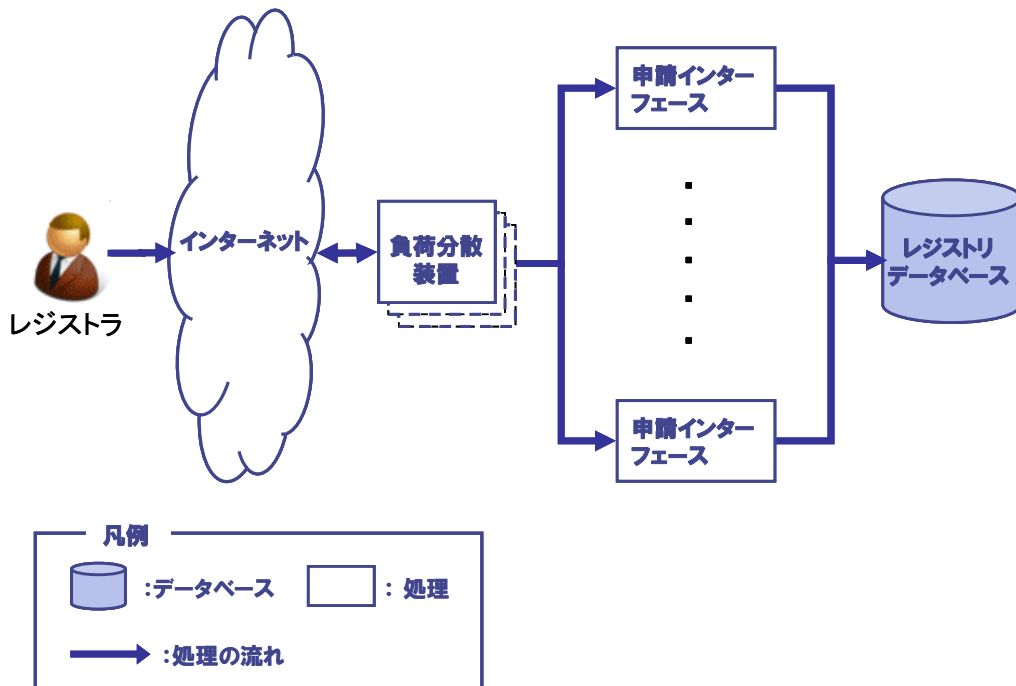 申請インター
フェース
レジストラ
インターネット
負荷分散
装置
レジストリ
データベース
申請インター
フェース
凡例
:データベース
: 処理
:処理の流れ